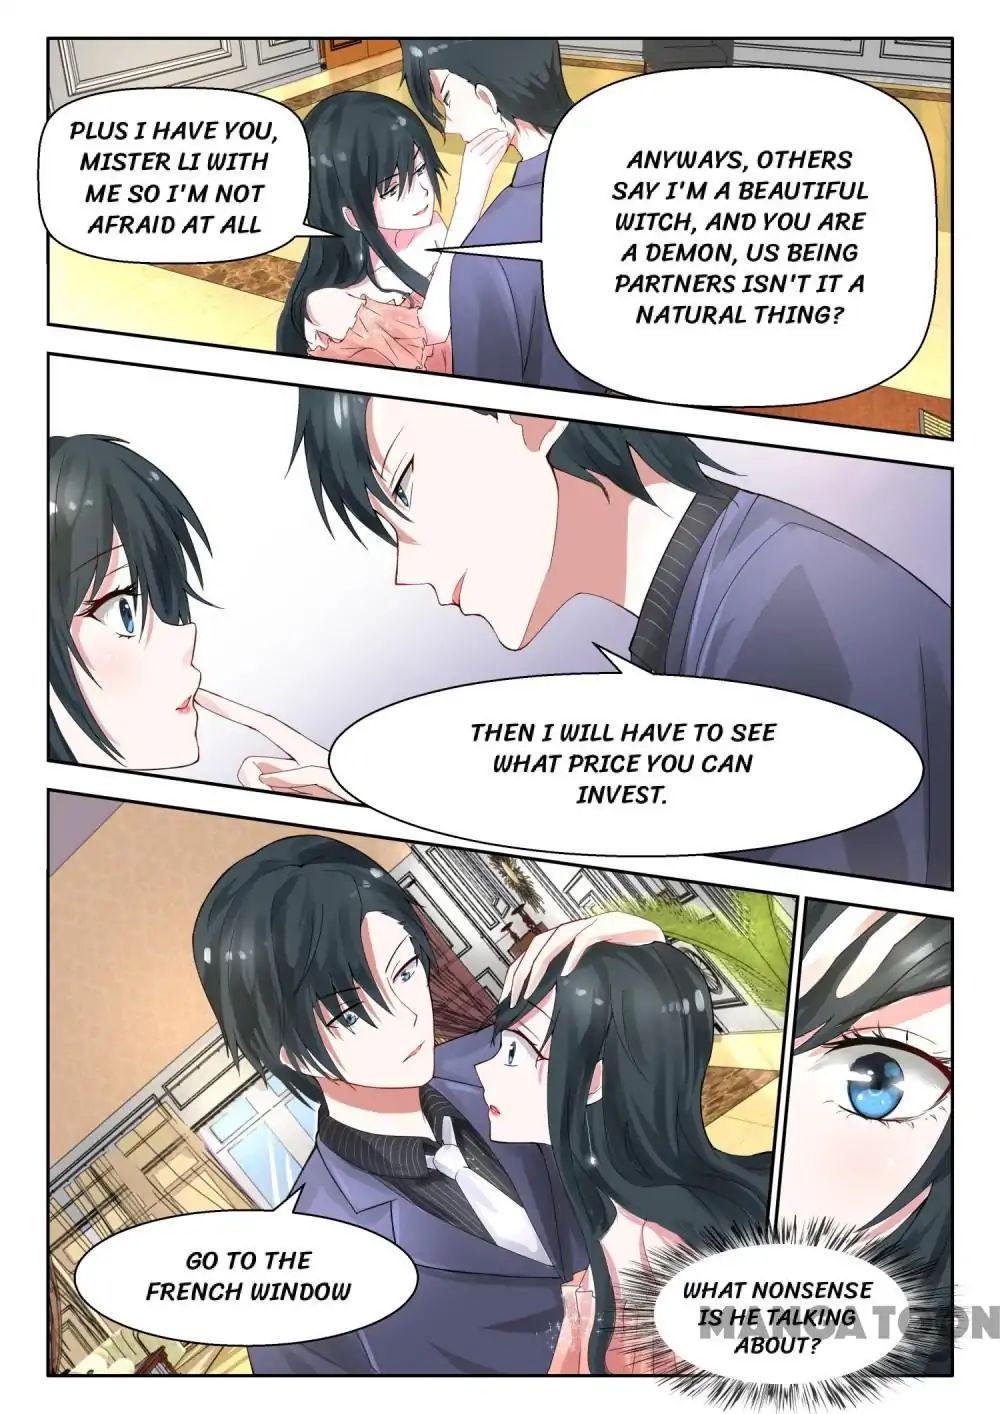 PLUS I HAVE YOU,
MISTER LI WITH
ME SO I'M NOT
AFRAID AT ALL
ANYWAYS, OTHERS
SAY I'M A BEAUTIFUL
WITCH, AND YOU ARE
A DEMON, US BEING
PARTNERS ISN'T IT A
NATURAL THING?
THEN I WILL HAVE TO SEE
WHAT PRICE YOU CAN
INVEST.
GO TO THE
FRENCH WINDOW
WHAT NONSENSE
IS HE TALKING
ABOUT?
MANGATOON